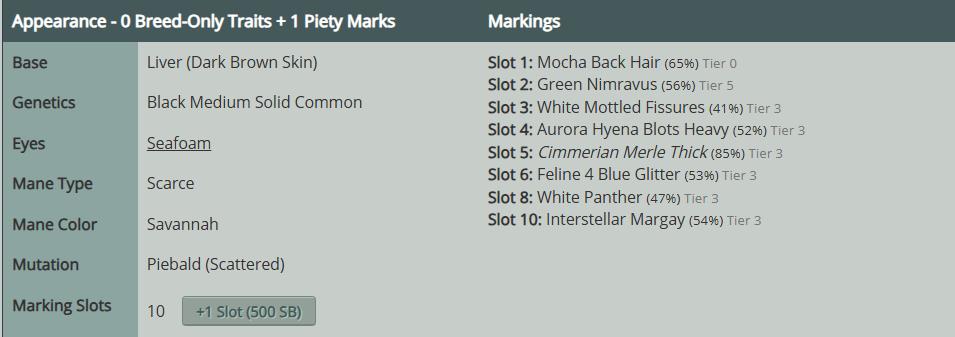 Appearance - 0 Breed-Only Traits + 1 Piety Marks
Base Liver (Dark Brown Skin)
Genetics Black Medium Solid Common
Eyes Seafoam
Mane Type Scarce
Mane Color Savannah
Mutation Piebald (Scattered)
Marking Slots 10 +1 Slot (500 SB)
Markings
Slot 1: Mocha Back Hair (65%) Tier 0
Slot 2: Green Nimravus (56%) Tier 5
Slot 3: White Mottled Fissures (41%) Tier 3
Slot 4: Aurora Hyena Blots Heavy (52%) Tier 3
Slot 5: Cimmerian Merle Thick (85%) Tier 3
Slot 6: Feline 4 Blue Glitter (53%) Tier 3
Slot 8: White Panther (47%) Tier 3
Slot 10: Interstellar Margay (54%) Tier 3